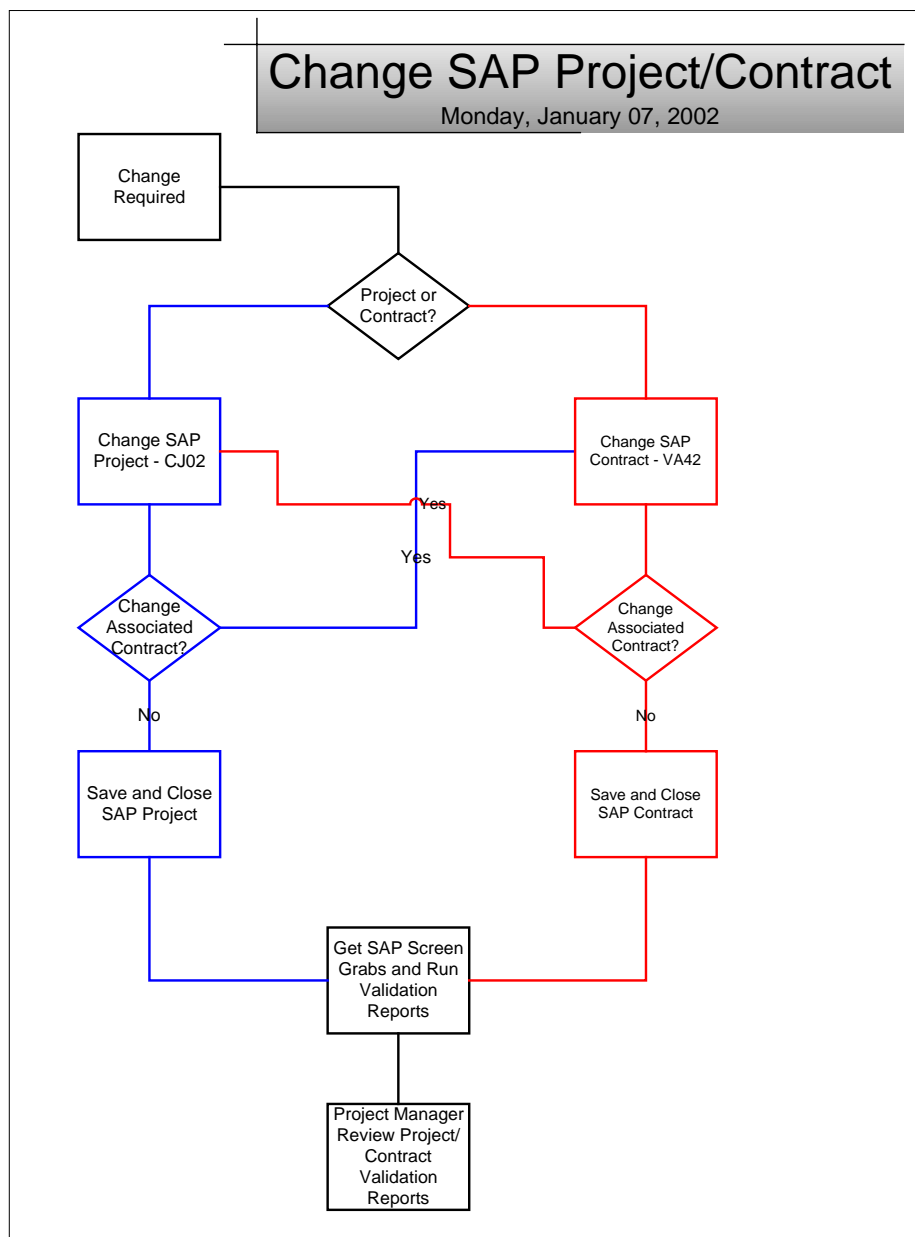 Change SAP Project/Contract
Monday, January 07, 2002
Change
Required
Project or
Contract?
Change SAP
Project - CJ02
Change SAP
Contract - VA42
Yes
Yes
Change
Associated
Contract?
Change
Associated
Contract?
No
No
Save and Close
SAP Project
Save and Close
SAP Contract
Get SAP Screen
Grabs and Run
Validation
Reports
Project Manager
Review Project/
Contract
Validation
Reports